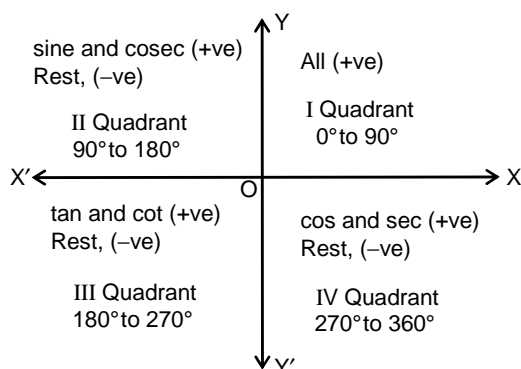 Y
sine and cosec (+ve)
Rest, (–ve)
II Quadrant
90° to 180°
All (+ve)
I Quadrant
0° to 90°
X′
O
X
tan and cot (+ve)
Rest, (–ve)
III Quadrant
180° to 270°
cos and sec (+ve)
Rest, (–ve)
IV Quadrant
270° to 360°
Y′